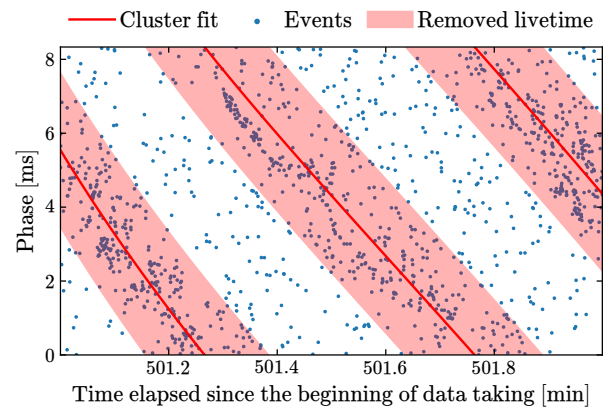 Cluster fit Events Removed livetime
8
6
4
2
0
Phase [ms]
501.2 501.4 501.6 501.8
Time elapsed since the beginning of data taking [min]